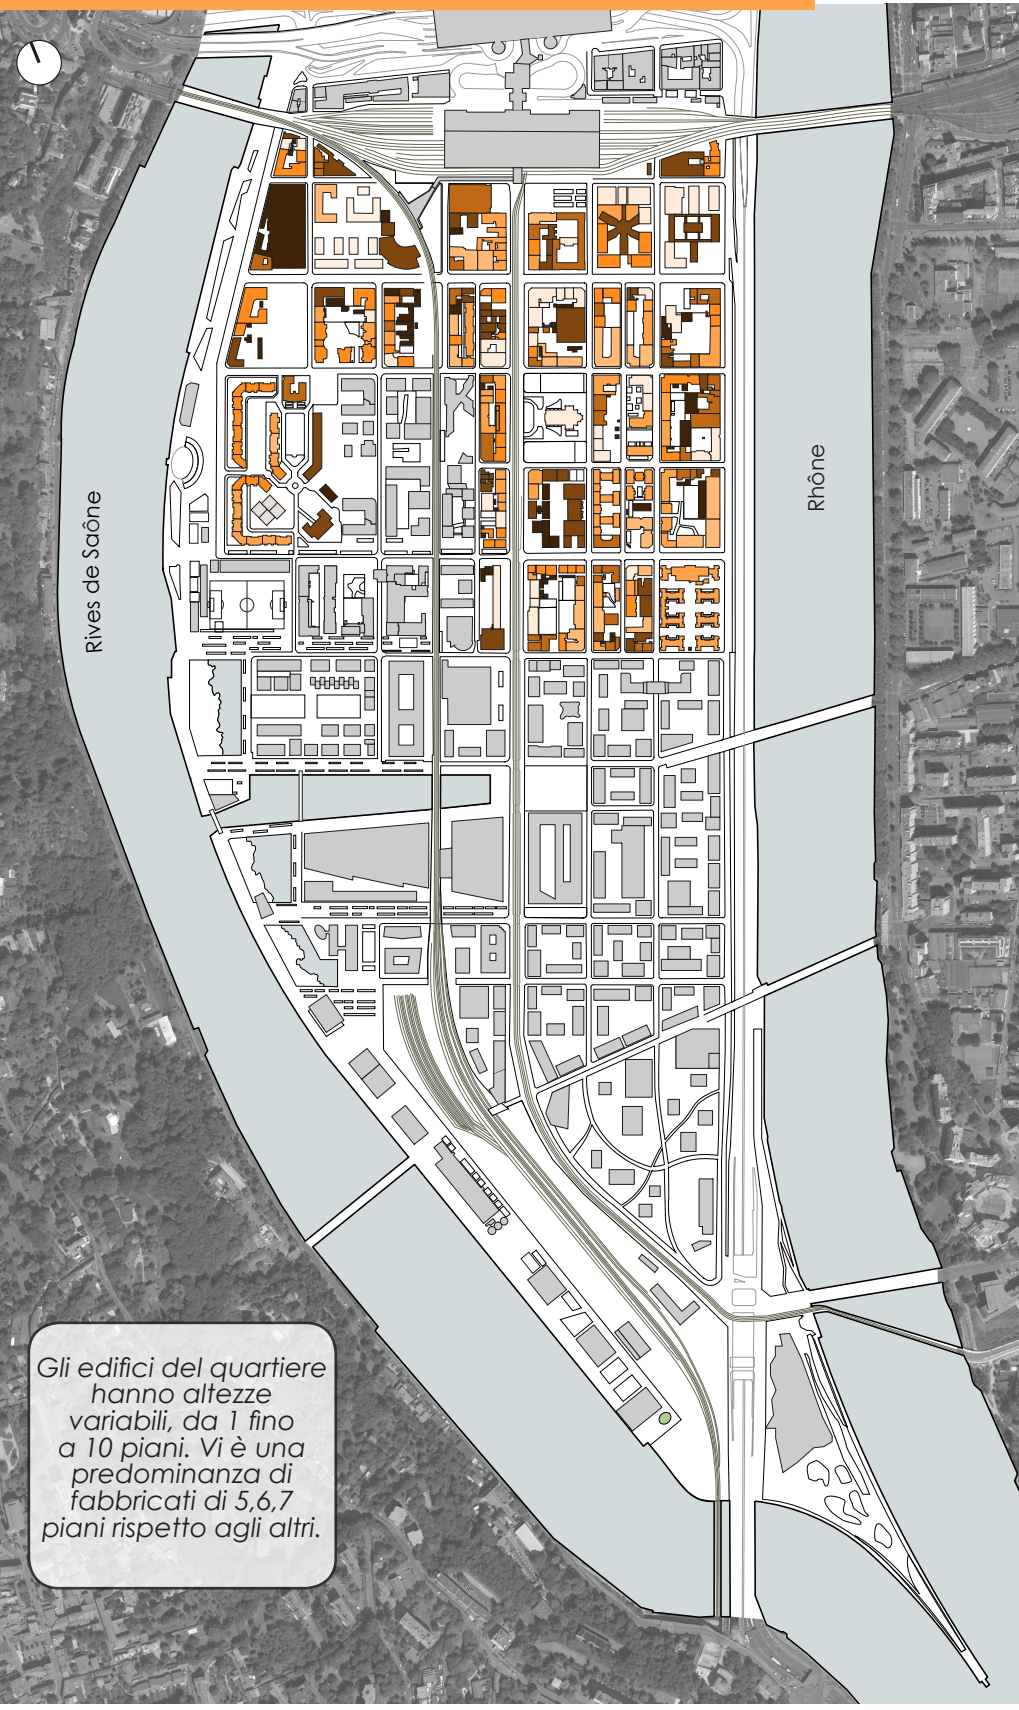 Rives de Saône
Rhône
Gli edifici del quartiere
hanno altezze
variabili, da 1 fino
a 10 piani. Vi è una
predominanza di
fabbricati di 5,6,7
piani rispetto agli altri.